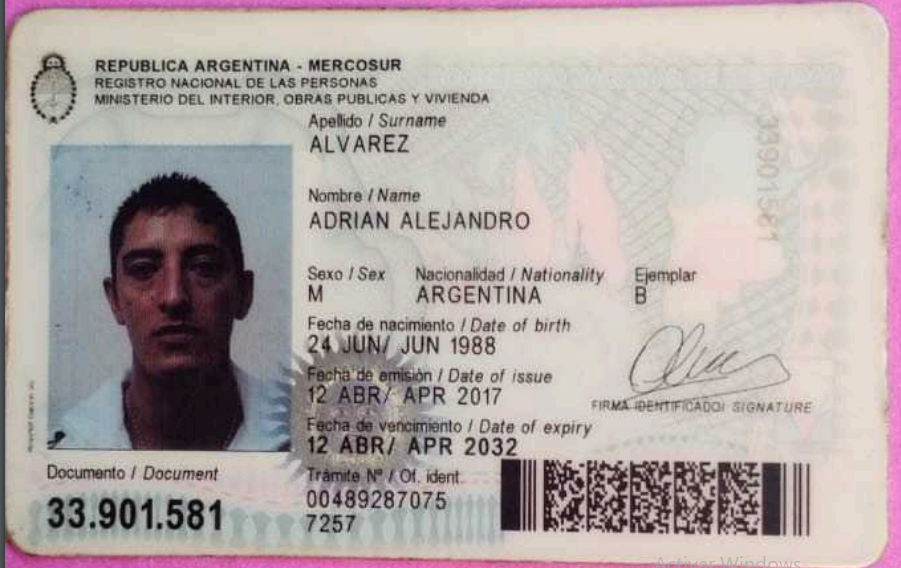 REPUBLICA ARGENTINA - MERCOSUR
REGISTRO NACIONAL DE LAS PERSONAS
MINISTERIO DEL INTERIOR, OBRAS PUBLICAS Y VIVIENDA
Apellido / Surname
ALVAREZ
Nombre / Name
ADRIAN ALEJANDRO
Sexo / Sex Nacionalidad / Nationality Ejemplar
M ARGENTINA B
Fecha de nacimiento / Date of birth
24 JUN/ JUN 1988
Fecha de emisión / Date of issue
12 ABR/ APR 2017
FIRMA IDENTIFICADO/ SIGNATURE
Fecha de vencimiento / Date of expiry
12 ABR/ APR 2032
Documento / Document
33.901.581
Trámite Nº / Of. ident.
00489287075
7257
33901581
Activar Windows